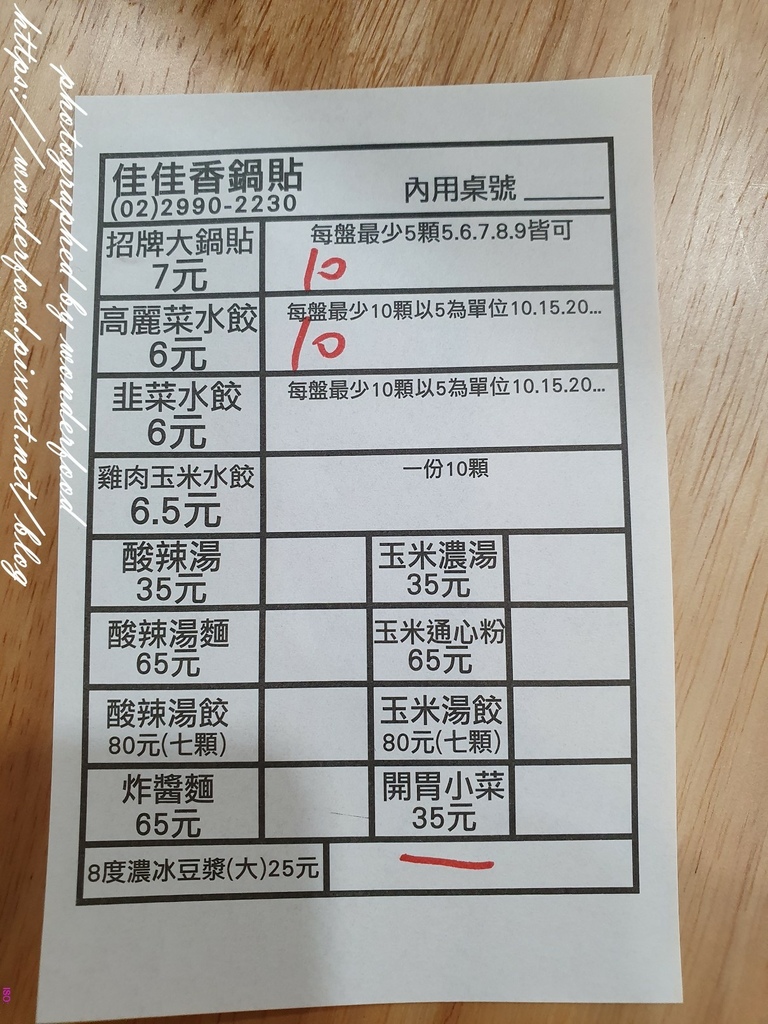 佳佳香鍋貼
(02)2990-2230
內用桌號
招牌大鍋貼
7元
每盤最少5顆5.6.7.8.9皆可
10
高麗菜水餃
6元
每盤最少10顆以5為單位10.15.20…
10
韭菜水餃
6元
每盤最少10顆以5為單位10.15.20…
雞肉玉米水餃
6.5元
一份10顆
酸辣湯
35元
玉米濃湯
35元
酸辣湯麵
65元
玉米通心粉
65元
酸辣湯餃
80元(七顆)
玉米湯餃
80元(七顆)
炸醬麵
65元
開胃小菜
35元
8度濃冰豆漿(大)25元
一
photographed by wonderfood
https://wonderfood.pixnet.net/blog
ISO